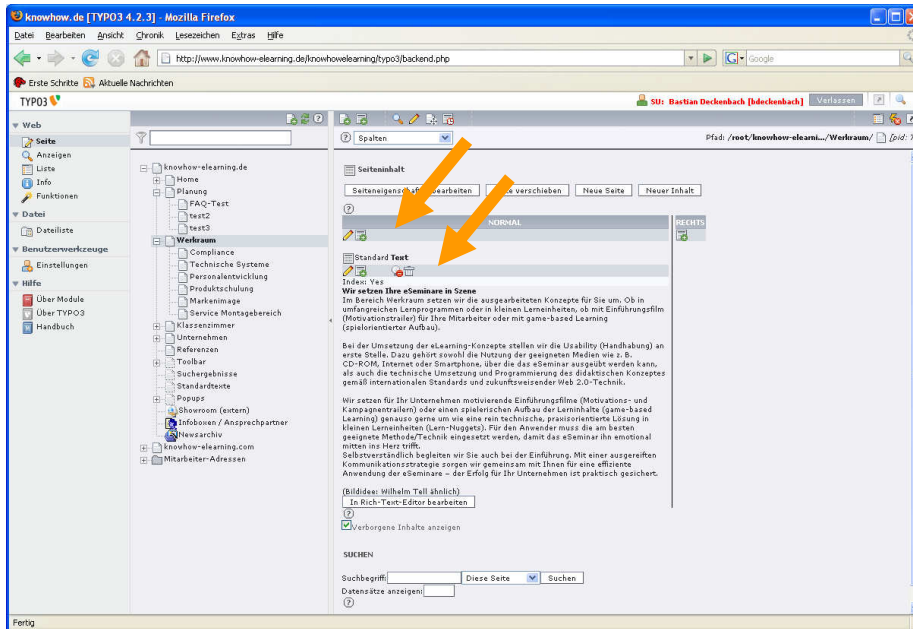 knowhow.de [TYPO3 4.2.3] - Mozilla Firefox
Datei Bearbeiten Ansicht Chronik Lesezeichen Extras Hilfe
http://www.knowhow-elearning.de/knowhowelearning/typo3/backend.php
Google
Erste Schritte Aktuelle Nachrichten
TYPO3
SU: Bastian Deckenbach [bdeckenbach] Verlassen
Web
Seite
Anzeigen
Liste
Info
Funktionen
Datei
Dateiliste
Benutzerwerkzeuge
Einstellungen
Hilfe
Über Module
Über TYPO3
Handbuch
knowhow-elearning.de
Home
Planung
FAQ-Test
test2
test3
Werkraum
Compliance
Technische Systeme
Personalentwicklung
Produktschulung
Markenimage
Service Montagebereich
Klassenzimmer
Unternehmen
Referenzen
Toolbar
Suchergebnisse
Standardtexte
Popups
Showroom (extern)
Infoboxen / Ansprechpartner
Newsarchiv
knowhow-elearning.com
Mitarbeiter-Adressen
Spalten
Pfad: /root/knowhow-elearni.../Werkraum/ [pid:
Seiteninhalt
bearbeiten verschieben Neue Seite Neuer Inhalt
NORMAL RECHTS
Standard Text
Index: Yes
Wir setzen Ihre eSeminare in Szene
Im Bereich Werkraum setzen wir die ausgearbeiteten Konzepte für Sie um. Ob in
umfangreichen Lernprogrammen oder in kleinen Lerneinheiten, ob mit Einführungsfilm
(Motivationstrailer) für Ihre Mitarbeiter oder mit game-based Learning
(spielorientierter Aufbau).
Bei der Umsetzung der eLearning-Konzepte stellen wir die Usability (Handhabung) an
erste Stelle. Dazu gehört sowohl die Nutzung der geeigneten Medien wie z. B.
CD-ROM, Internet oder Smartphone, über die das eSeminar ausgeübt werden kann,
als auch die technische Umsetzung und Programmierung des didaktischen Konzeptes
gemäß internationalen Standards und zukunftsweisender Web 2.0-Technik.
Wir setzen für Ihr Unternehmen motivierende Einführungsfilme (Motivations- und
Kampagnentrailern) oder einen spielerischen Aufbau der Lerninhalte (game-based
Learning) genauso gerne um wie eine rein technische, praxisorientierte Lösung in
kleinen Lerneinheiten (Lern-Nuggets). Für den Anwender muss die am besten
geeignete Methode/Technik eingesetzt werden, damit das eSeminar ihn emotional
mitten ins Herz trifft.
Selbstverständlich begleiten wir Sie auch bei der Einführung. Mit einer ausgereiften
Kommunikationsstrategie sorgen wir gemeinsam mit Ihnen für eine effiziente
Anwendung der eSeminare – der Erfolg für Ihr Unternehmen ist praktisch gesichert.
(Bildidee: Wilhelm Tell ähnlich)
In Rich-Text-Editor bearbeiten
Verborgene Inhalte anzeigen
SUCHEN
Suchbegriff: Diese Seite Suchen
Datensätze anzeigen:
Fertig